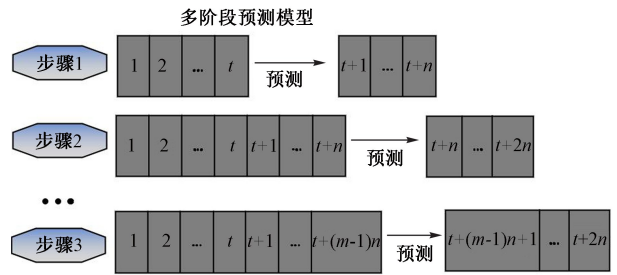 多阶段预测模型
步骤1 1 2 ... t 预测 t+1 ... t+n
步骤2 1 2 ... t t+1 ... t+n 预测 t+n ... t+2n
...
步骤3 1 2 ... t t+1 ... t+(m-1)n 预测 t+(m-1)n+1 ... t+2n